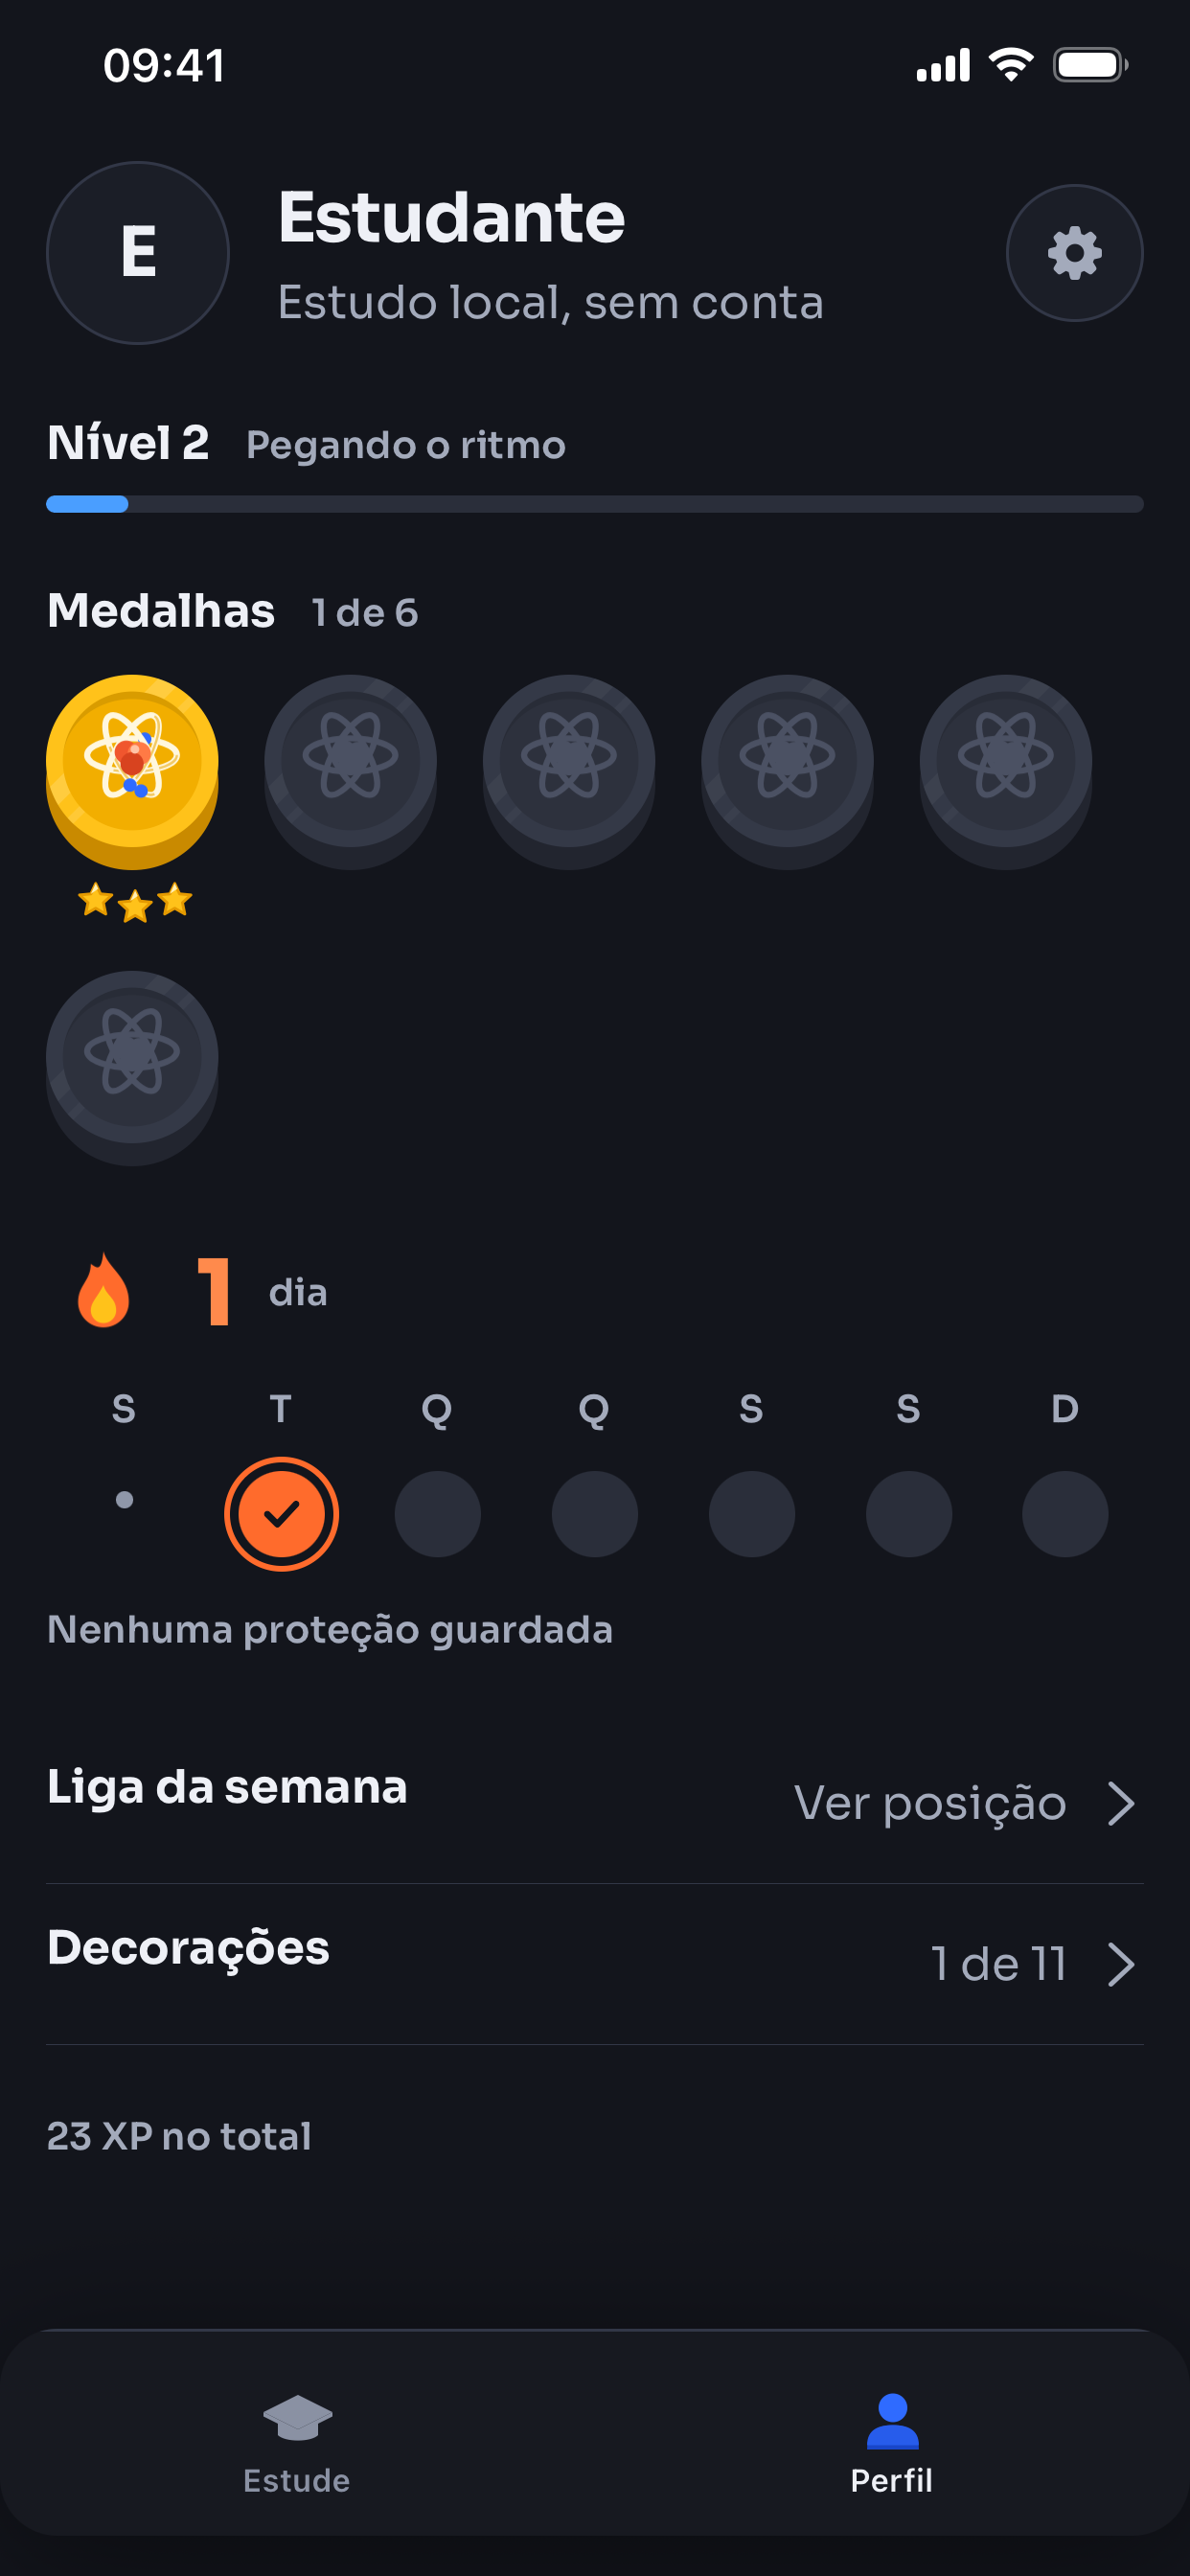 09:41
E
Estudante
Estudo local, sem conta
Nível 2 Pegando o ritmo
Medalhas 1 de 6
1 dia
S T Q Q S S D
Nenhuma proteção guardada
Liga da semana Ver posição
Decorações 1 de 11
23 XP no total
Estude Perfil